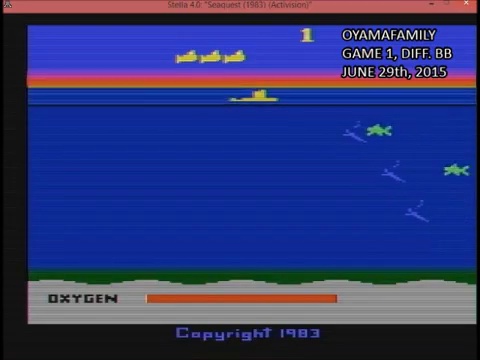 Stella 4.0: "Seaquest (1983) (Activision)"
1
OYAMAFAMILY
GAME 1, DIFF. BB
JUNE 29th, 2015
OXYGEN
Copyright 1983